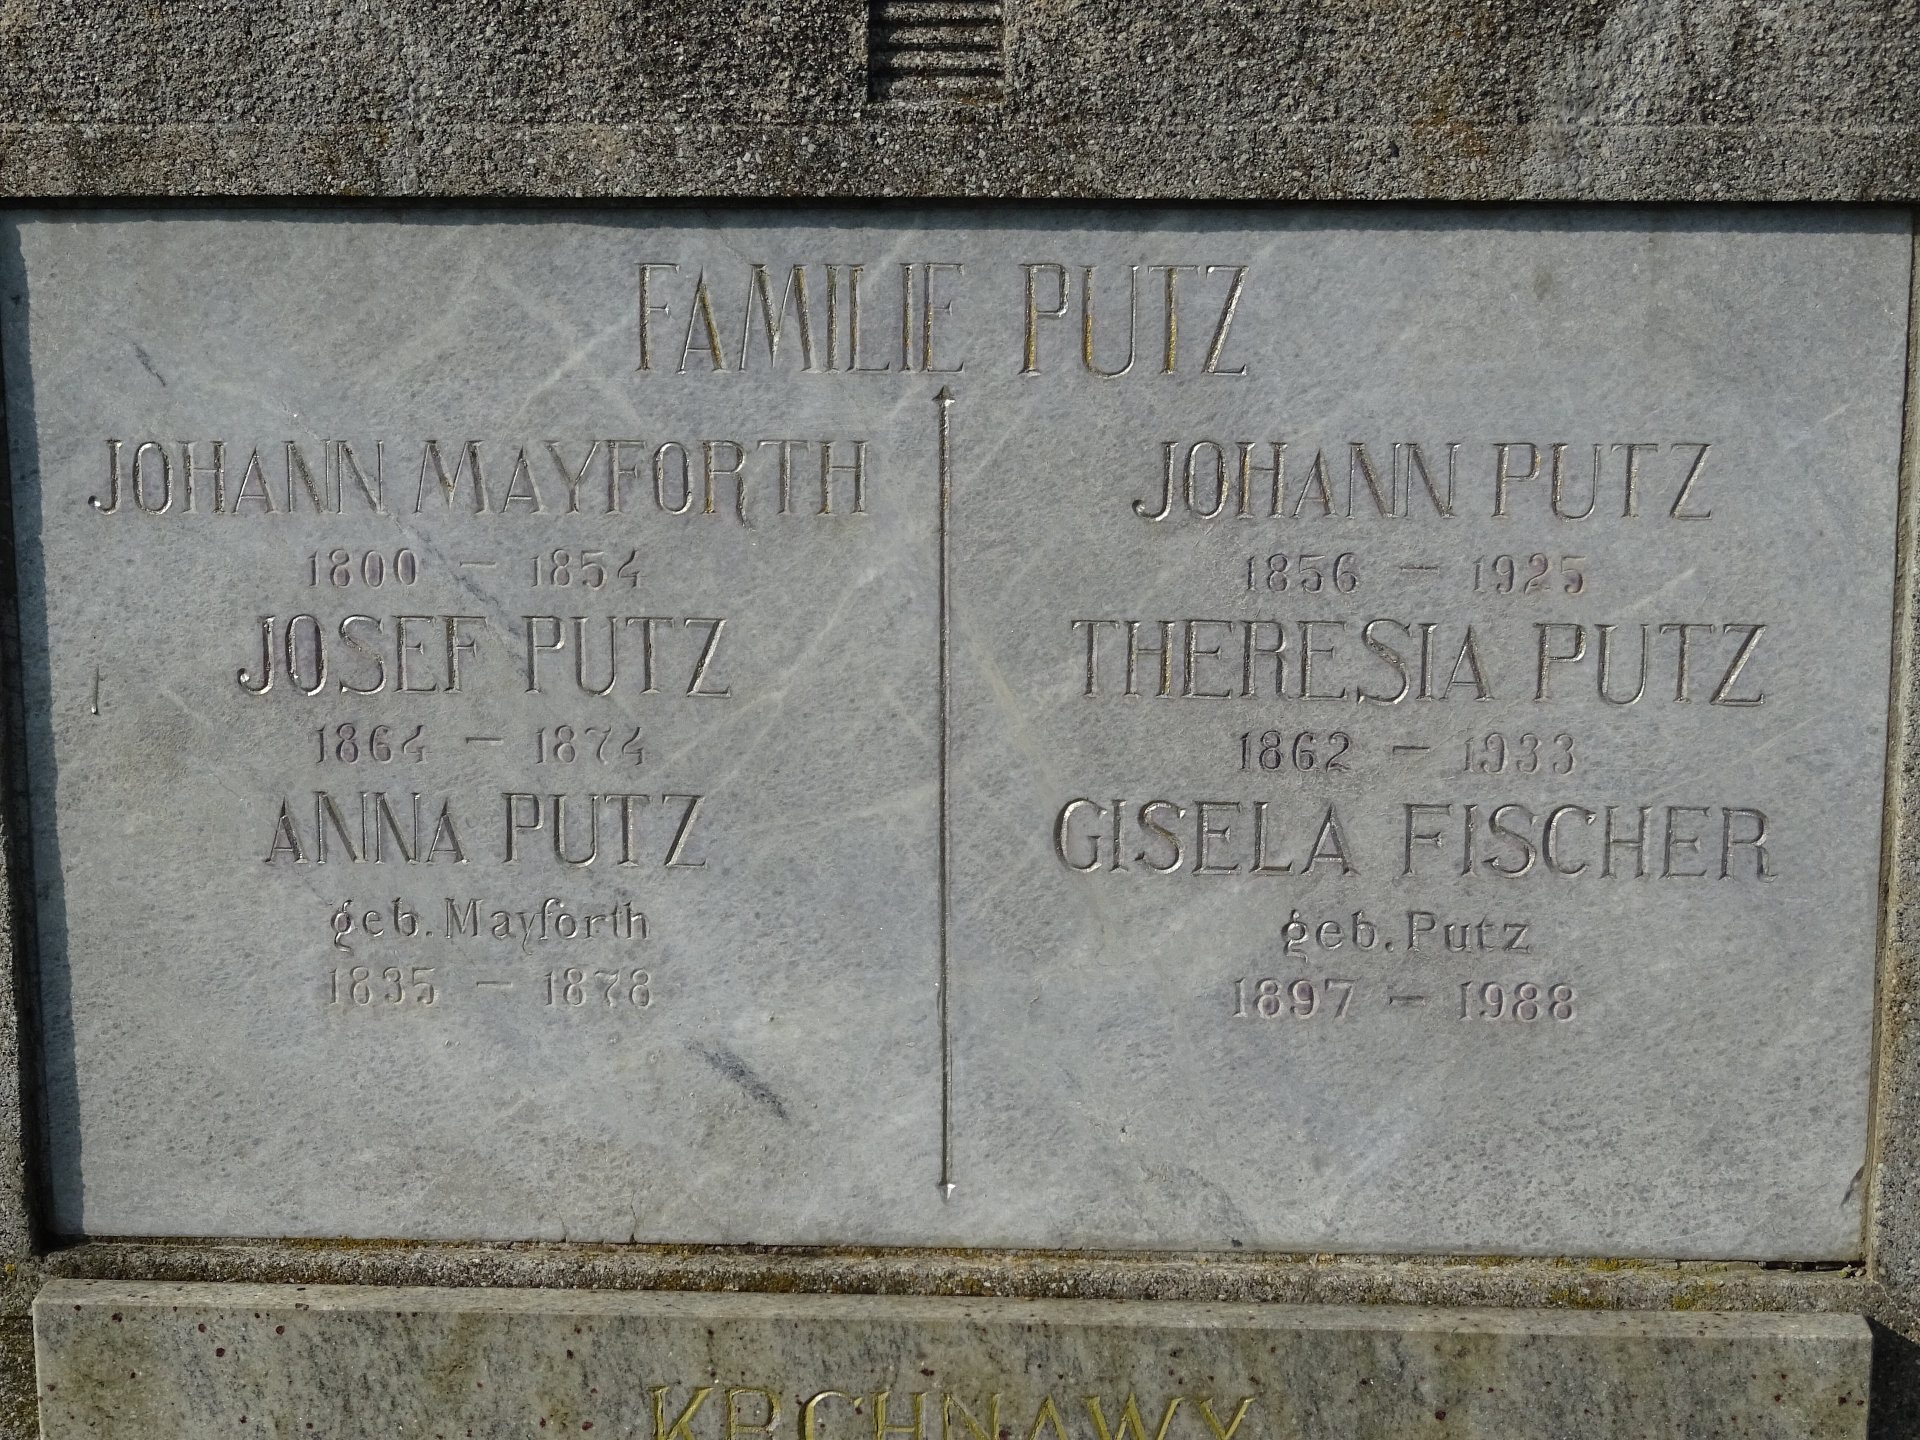 FAMILIE PUTZ
JOHANN MAYFORTH
1800 – 1854
JOSEF PUTZ
1864 – 1874
ANNA PUTZ
geb. Mayforth
1835 – 1878
JOHANN PUTZ
1856 – 1925
THERESIA PUTZ
1862 – 1933
GISELA FISCHER
geb. Putz
1897 – 1988
KRCHNAWY